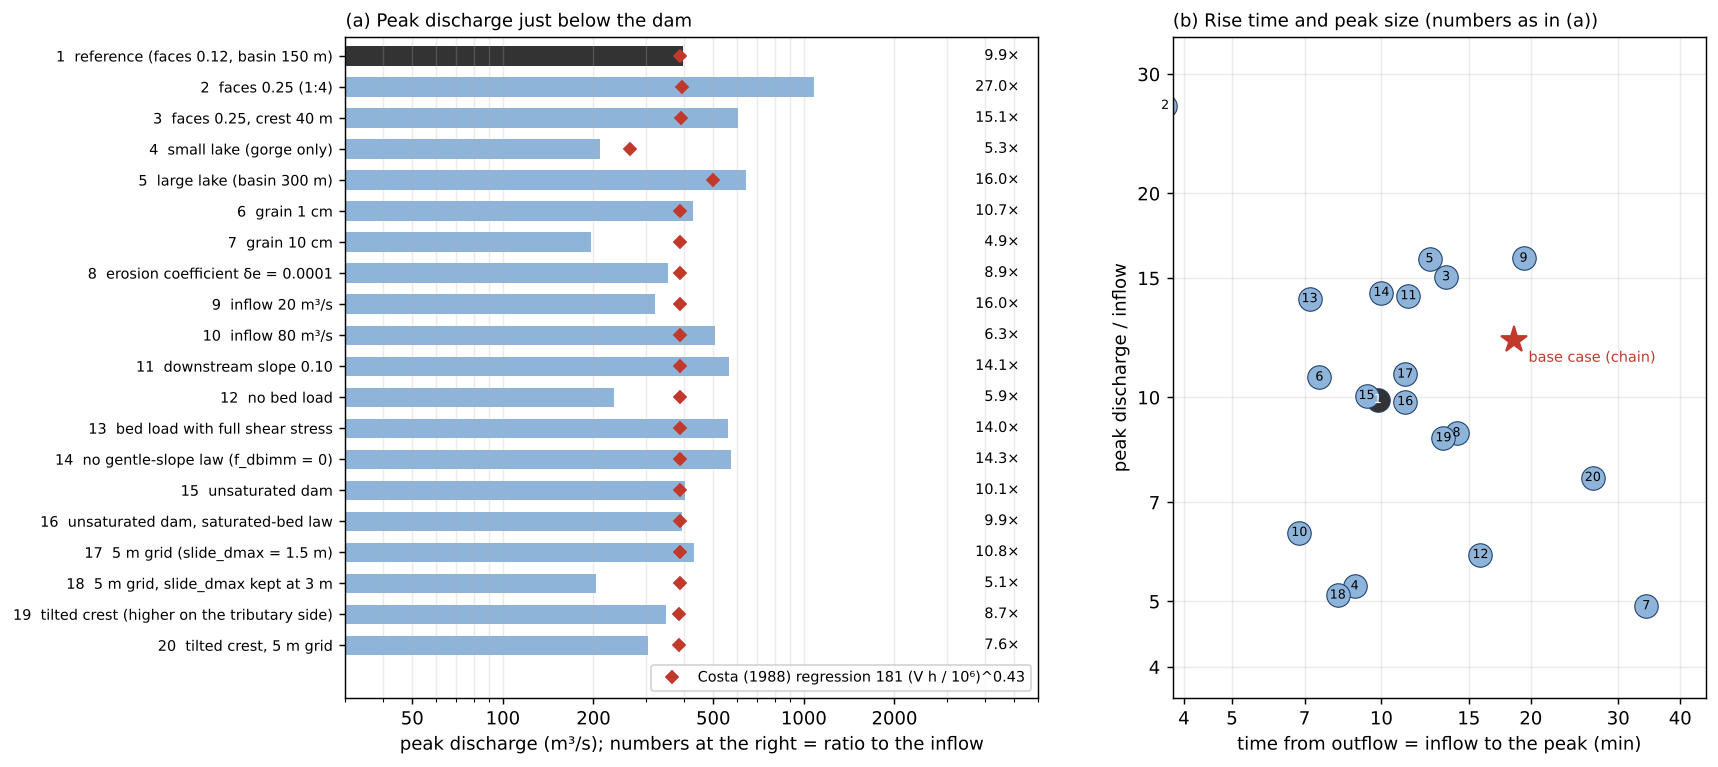 (a) Peak discharge just below the dam
1 reference (faces 0.12, basin 150 m) 9.9×
2 faces 0.25 (1:4) 27.0×
3 faces 0.25, crest 40 m 15.1×
4 small lake (gorge only) 5.3×
5 large lake (basin 300 m) 16.0×
6 grain 1 cm 10.7×
7 grain 10 cm 4.9×
8 erosion coefficient δe = 0.0001 8.9×
9 inflow 20 m³/s 16.0×
10 inflow 80 m³/s 6.3×
11 downstream slope 0.10 14.1×
12 no bed load 5.9×
13 bed load with full shear stress 14.0×
14 no gentle-slope law (f_dbimm = 0) 14.3×
15 unsaturated dam 10.1×
16 unsaturated dam, saturated-bed law 9.9×
17 5 m grid (slide_dmax = 1.5 m) 10.8×
18 5 m grid, slide_dmax kept at 3 m 5.1×
19 tilted crest (higher on the tributary side) 8.7×
20 tilted crest, 5 m grid 7.6×
Costa (1988) regression 181 (V h / 10⁶)^0.43
50 100 200 500 1000 2000
peak discharge (m³/s); numbers at the right = ratio to the inflow
(b) Rise time and peak size (numbers as in (a))
peak discharge / inflow
30
20
15
10
7
5
4
2
5
9
3
13
14
11
base case (chain)
6
17
15
1
16
19
8
20
10
12
4
18
7
4 5 7 10 15 20 30 40
time from outflow = inflow to the peak (min)